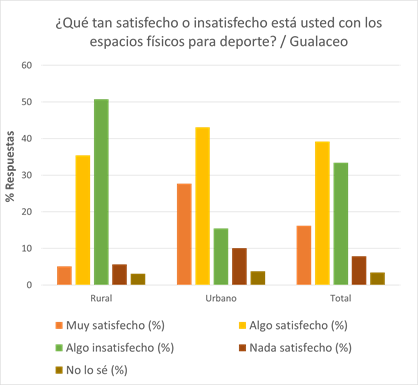 ¿Qué tan satisfecho o insatisfecho está usted con los
espacios físicos para deporte? / Gualaceo
60
50
40
30
20
10
0
% Respuestas
Rural
Urbano
Total
Muy satisfecho (%)
Algo satisfecho (%)
Algo insatisfecho (%)
Nada satisfecho (%)
No lo sé (%)